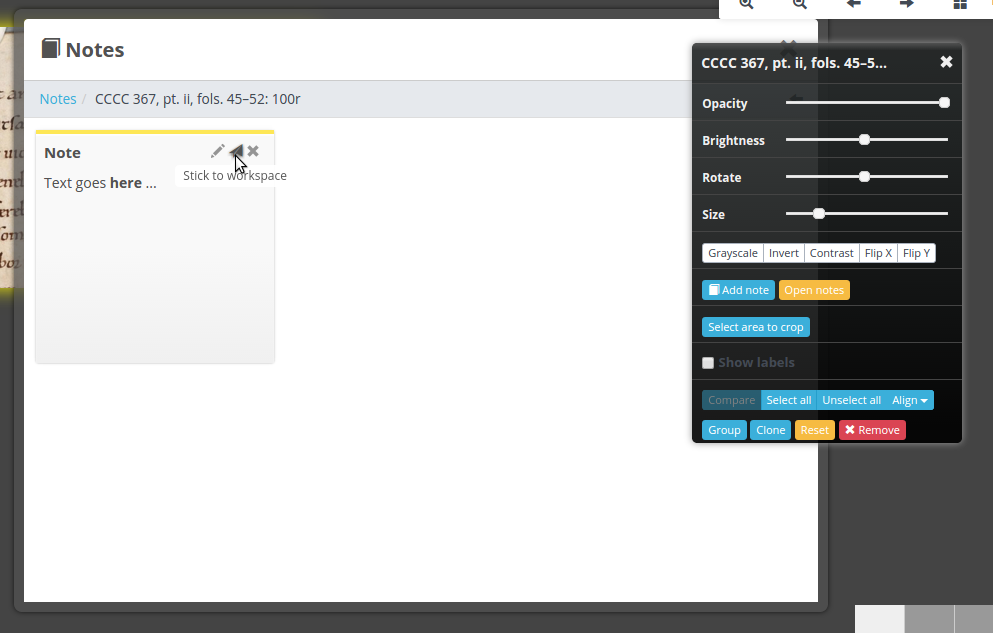 Notes
Notes / CCCC 367, pt. ii, fols. 45–52: 100r
Note
Stick to workspace
Text goes here ...
CCCC 367, pt. ii, fols. 45–5...
Opacity
Brightness
Rotate
Size
Grayscale Invert Contrast Flip X Flip Y
Add note Open notes
Select area to crop
Show labels
Compare Select all Unselect all Align
Group Clone Reset Remove